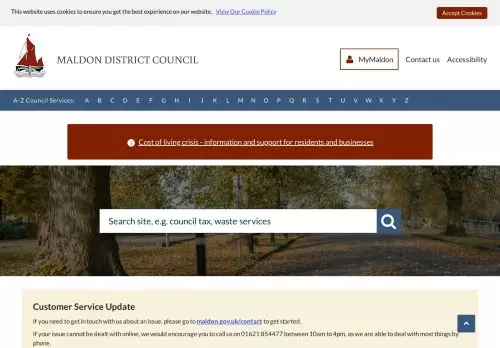 This website uses cookies to ensure you get the best experience on our website. View Our Cookie Policy Accept Cookies
MALDON DISTRICT COUNCIL MyMaldon Contact us Accessibility
A-Z Council Services: A B C D E F G H I J K L M N O P Q R S T U V W X Y Z
Cost of living crisis - information and support for residents and businesses
Search site, e.g. council tax, waste services
Customer Service Update
If you need to get in touch with us about an issue, please go to maldon.gov.uk/contact to get started.
If your issue cannot be dealt with online, we would encourage you to call us on 01621 854477 between 10am to 4pm, as we are able to deal with most things by
phone.